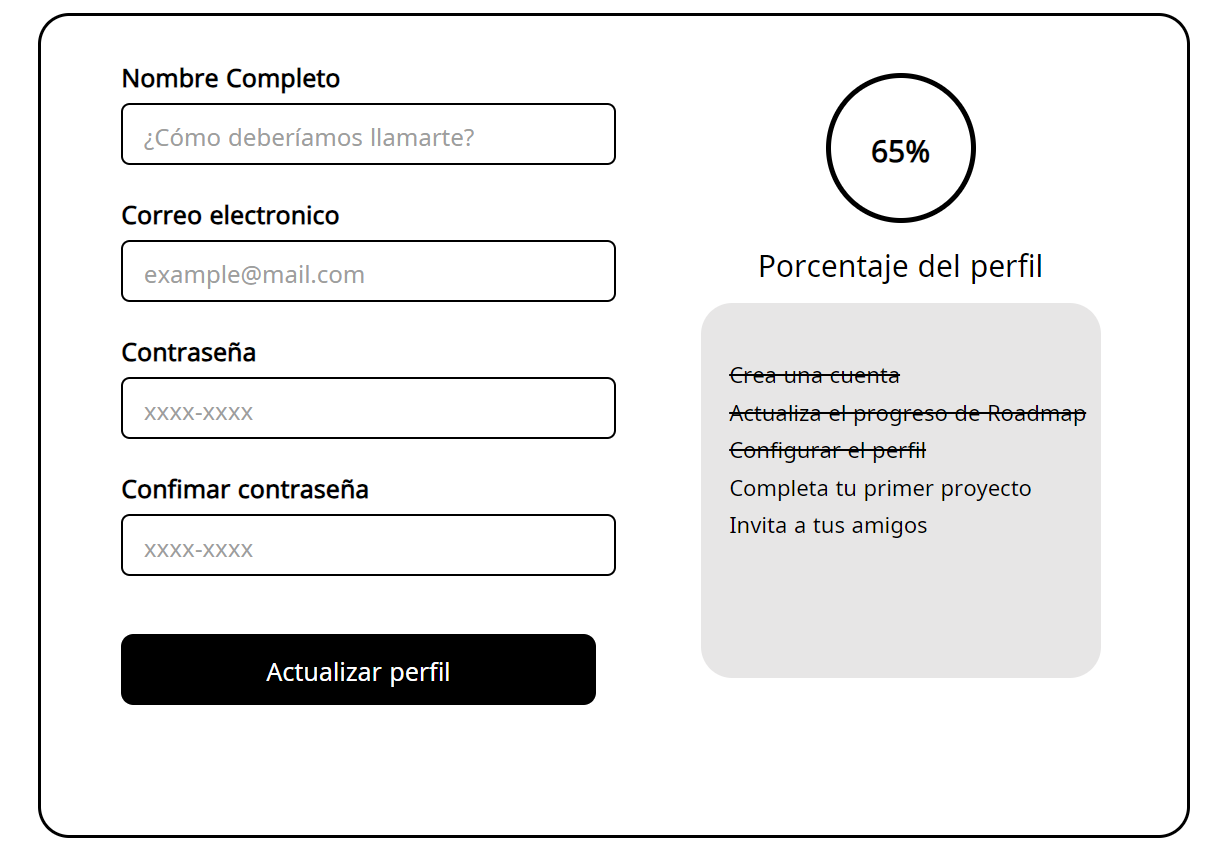 Nombre Completo
¿Cómo deberíamos llamarte?
Correo electronico
example@mail.com
Contraseña
xxxx-xxxx
Confimar contraseña
xxxx-xxxx
Actualizar perfil
65%
Porcentaje del perfil
Crea una cuenta
Actualiza el progreso de Roadmap
Configurar el perfil
Completa tu primer proyecto
Invita a tus amigos